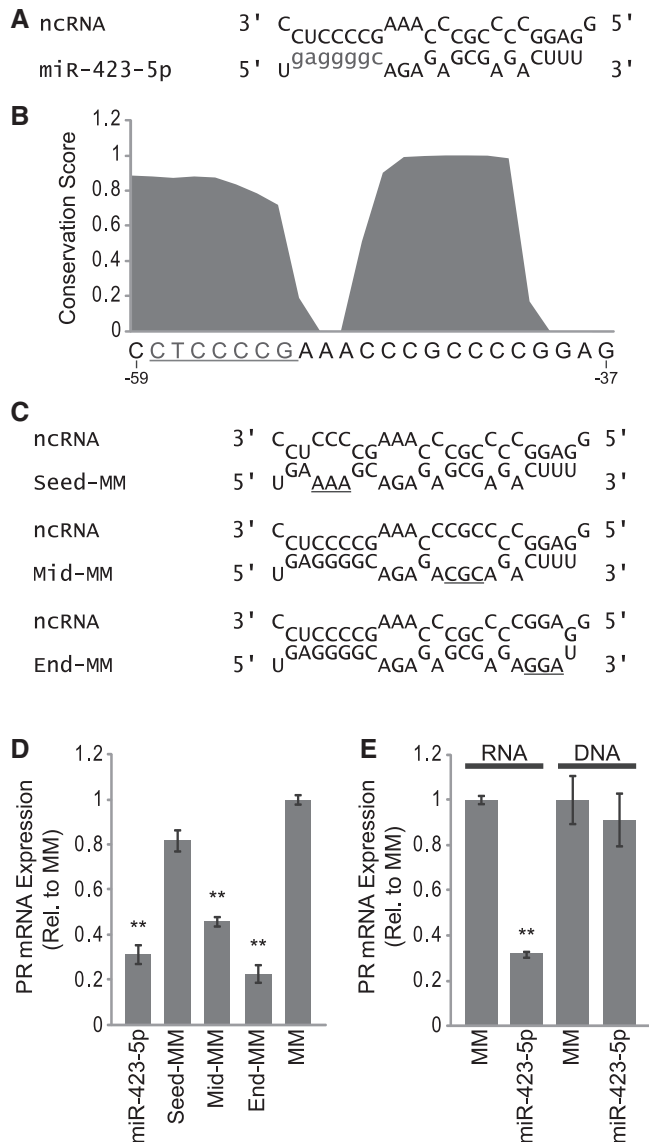 A
ncRNA 3' C CUCCCCG AAA C C CGC C C C GGAG G 5'
miR-423-5p 5' U gaggggc AGA G A GCG A G A CUUU 3'
B
Conservation Score
1.2
1
0.8
0.6
0.4
0.2
0
C C T C C C C G A A A C C C G C C C C G G A G
-59 -37
C
ncRNA 3' C CU CCC CG AAA C C CGC C C C GGAG G 5'
Seed-MM 5' U GA AAA GC AGA G A GCG A G A CUUU 3'
ncRNA 3' C CUCCCCG AAA C CCGCC C C GGAG G 5'
Mid-MM 5' U GAGGGGC AGA G A CGC A G A CUUU 3'
ncRNA 3' C CUCCCCG AAA C C CGC C C CGGA G G 5'
End-MM 5' U GAGGGGC AGA G A GCG A G A GGA U 3'
D
PR mRNA Expression
(Rel. to MM)
1.2
1
0.8
0.6
0.4
0.2
0
**
**
**
miR-423-5p
Seed-MM
Mid-MM
End-MM
MM
E
PR mRNA Expression
(Rel. to MM)
1.2
1
0.8
0.6
0.4
0.2
0
RNA DNA
**
MM
miR-423-5p
MM
miR-423-5p